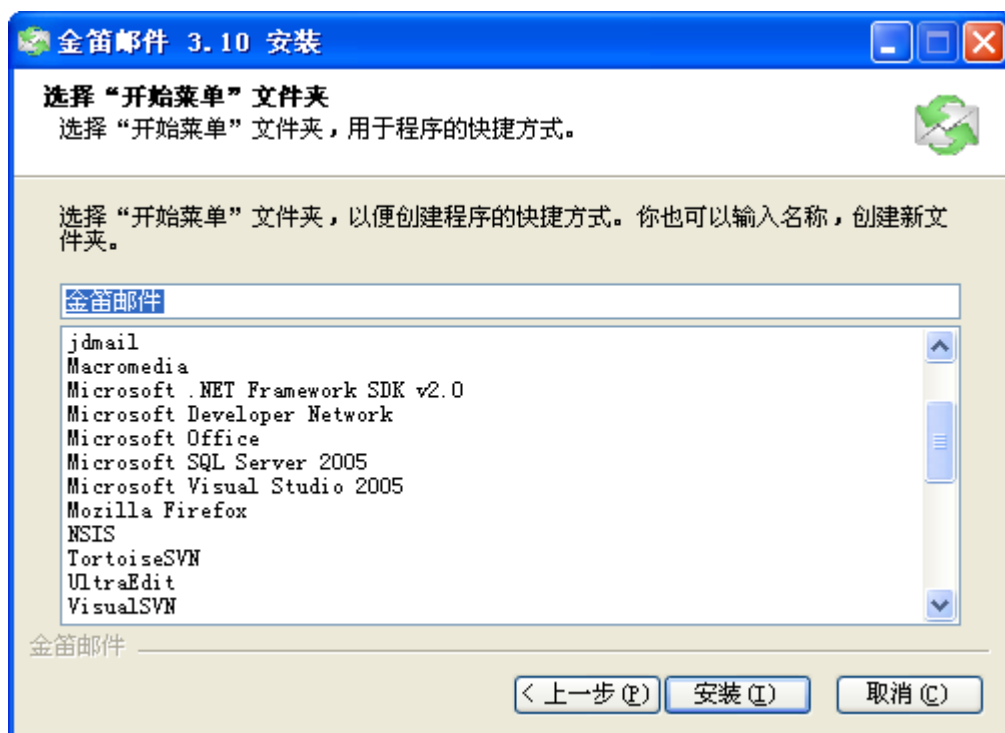 金笛邮件 3.10 安装
选择“开始菜单”文件夹
选择“开始菜单”文件夹，用于程序的快捷方式。
选择“开始菜单”文件夹，以便创建程序的快捷方式。你也可以输入名称，创建新文
件夹。
金笛邮件
jdmail
Macromedia
Microsoft .NET Framework SDK v2.0
Microsoft Developer Network
Microsoft Office
Microsoft SQL Server 2005
Microsoft Visual Studio 2005
Mozilla Firefox
NSIS
TortoiseSVN
UltraEdit
VisualSVN
金笛邮件
< 上一步(P) 安装(I) 取消(C)